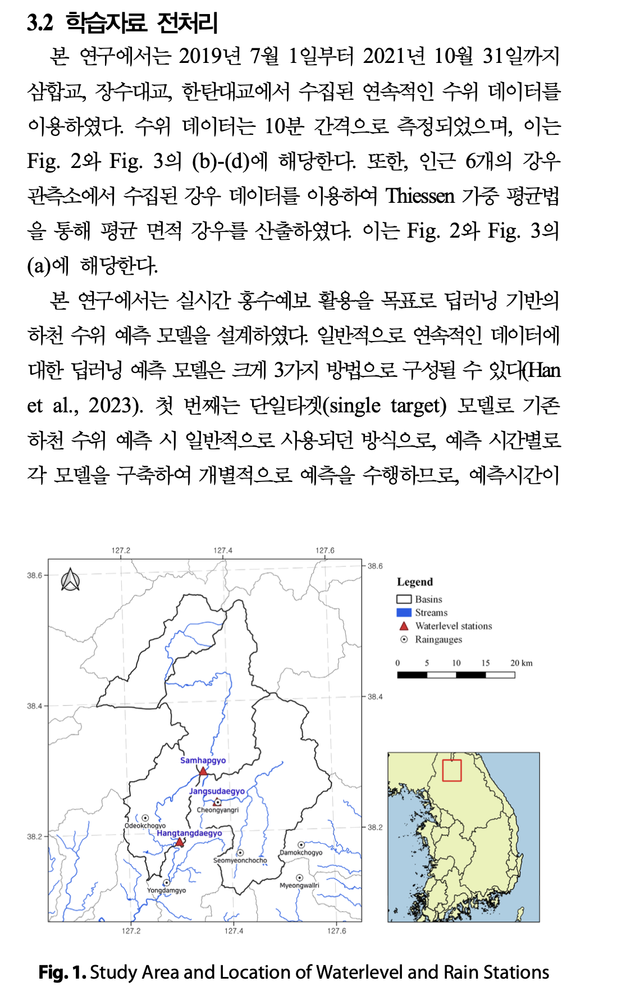 3.2 학습자료 전처리
본 연구에서는 2019년 7월 1일부터 2021년 10월 31일까지
삼합교, 장수대교, 한탄대교에서 수집된 연속적인 수위 데이터를
이용하였다. 수위 데이터는 10분 간격으로 측정되었으며, 이는
Fig. 2와 Fig. 3의 (b)-(d)에 해당한다. 또한, 인근 6개의 강우
관측소에서 수집된 강우 데이터를 이용하여 Thiessen 가중 평균법
을 통해 평균 면적 강우를 산출하였다. 이는 Fig. 2와 Fig. 3의
(a)에 해당한다.
본 연구에서는 실시간 홍수예보 활용을 목표로 딥러닝 기반의
하천 수위 예측 모델을 설계하였다. 일반적으로 연속적인 데이터에
대한 딥러닝 예측 모델은 크게 3가지 방법으로 구성될 수 있다(Han
et al., 2023). 첫 번째는 단일타겟(single target) 모델로 기존
하천 수위 예측 시 일반적으로 사용되던 방식으로, 예측 시간별로
각 모델을 구축하여 개별적으로 예측을 수행하므로, 예측시간이
127.2 127.4 127.6
38.6 38.6
38.4 38.4
38.2 38.2
Samhapgyo
Jangsudaegyo
Cheongyangri
Odeokchogyo
Hangtangdaegyo
Seomyeonchocho
Damokchogyo
Yongdamgyo
Myeongwallri
127.2 127.4 127.6
Legend
Basins
Streams
Waterlevel stations
Raingauges
0 5 10 15 20 km
Fig. 1. Study Area and Location of Waterlevel and Rain Stations